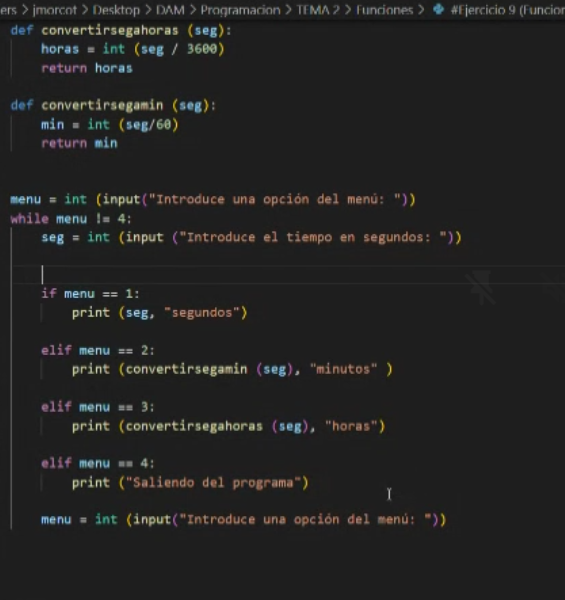 ers > jmorcot > Desktop > DAM > Programacion > TEMA 2 > Funciones > #Ejercicio 9 (Funcion
def convertirsegahoras (seg):
horas = int (seg / 3600)
return horas
def convertirsegamin (seg):
min = int (seg/60)
return min
menu = int (input("Introduce una opción del menú: "))
while menu != 4:
seg = int (input ("Introduce el tiempo en segundos: "))
if menu == 1:
print (seg, "segundos")
elif menu == 2:
print (convertirsegamin (seg), "minutos" )
elif menu == 3:
print (convertirsegahoras (seg), "horas")
elif menu == 4:
print ("Saliendo del programa")
menu = int (input("Introduce una opción del menú: "))